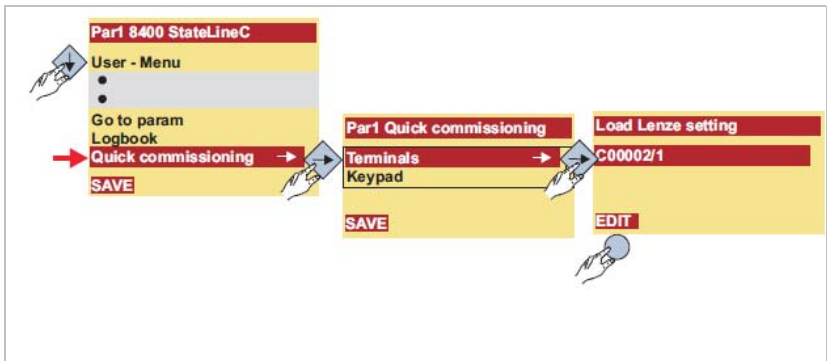 Par1 8400 StateLineC
User - Menu
●
●
Go to param
Logbook
Quick commissioning
SAVE
Par1 Quick commissioning
Terminals
Keypad
SAVE
Load Lenze setting
C00002/1
EDIT